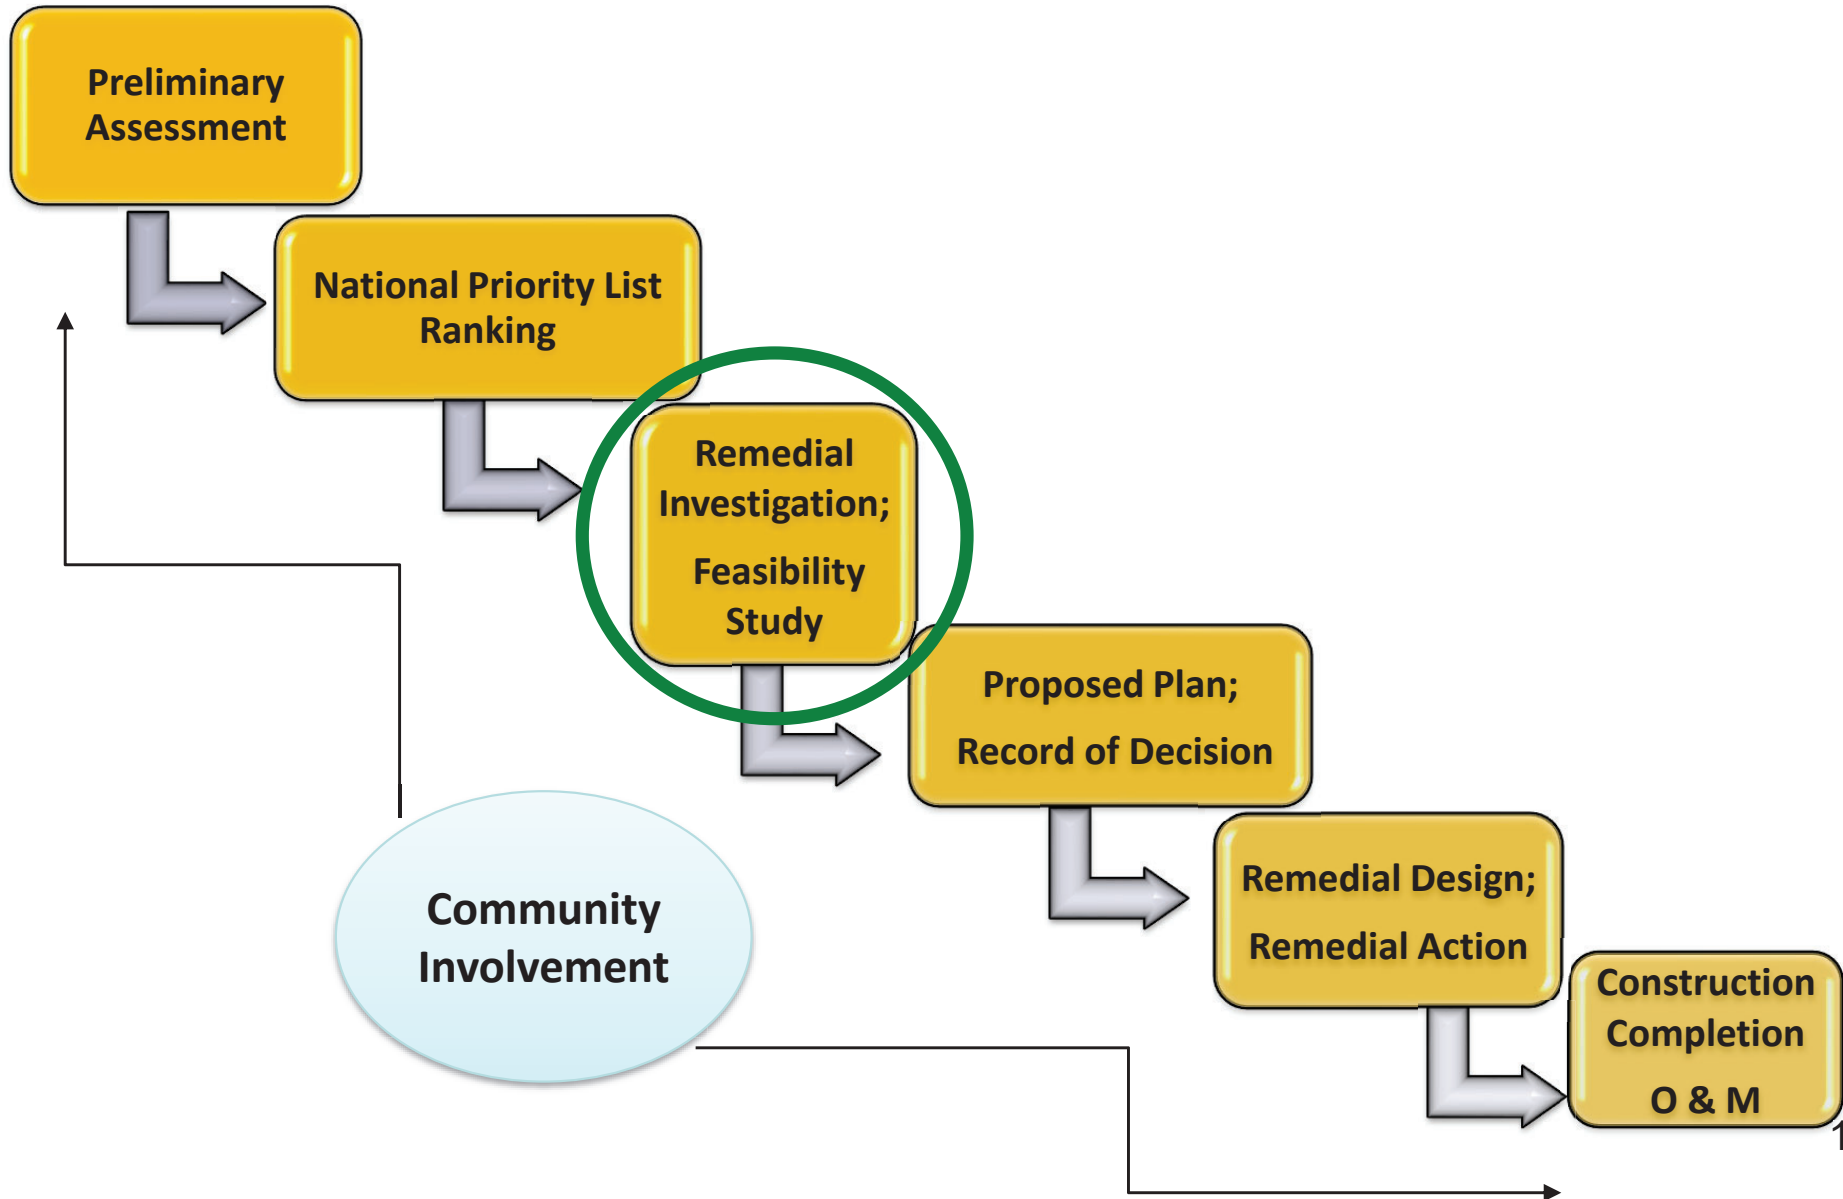 Preliminary
Assessment
National Priority List
Ranking
Remedial
Investigation;
Feasibility
Study
Proposed Plan;
Record of Decision
Remedial Design;
Remedial Action
Construction
Completion
O & M
Community
Involvement
1